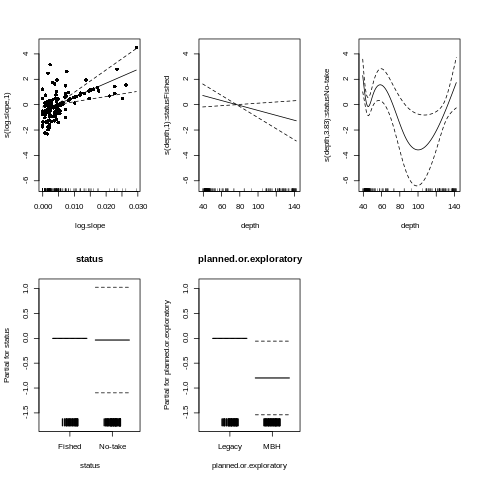 s(log.slope,1)
4
2
0
-2
-4
-6
0.000
0.010
0.020
0.030
log.slope
s(depth,1):statusFished
4
2
0
-2
-4
-6
40
60
80
100
120
140
depth
s(depth,3.83):statusNo-take
4
2
0
-2
-4
-6
40
60
80
100
120
140
depth
status
Partial for status
1.0
0.5
0.0
-0.5
-1.0
-1.5
Fished
No-take
status
planned.or.exploratory
Partial for planned.or.exploratory
1.0
0.5
0.0
-0.5
-1.0
-1.5
Legacy
MBH
planned.or.exploratory